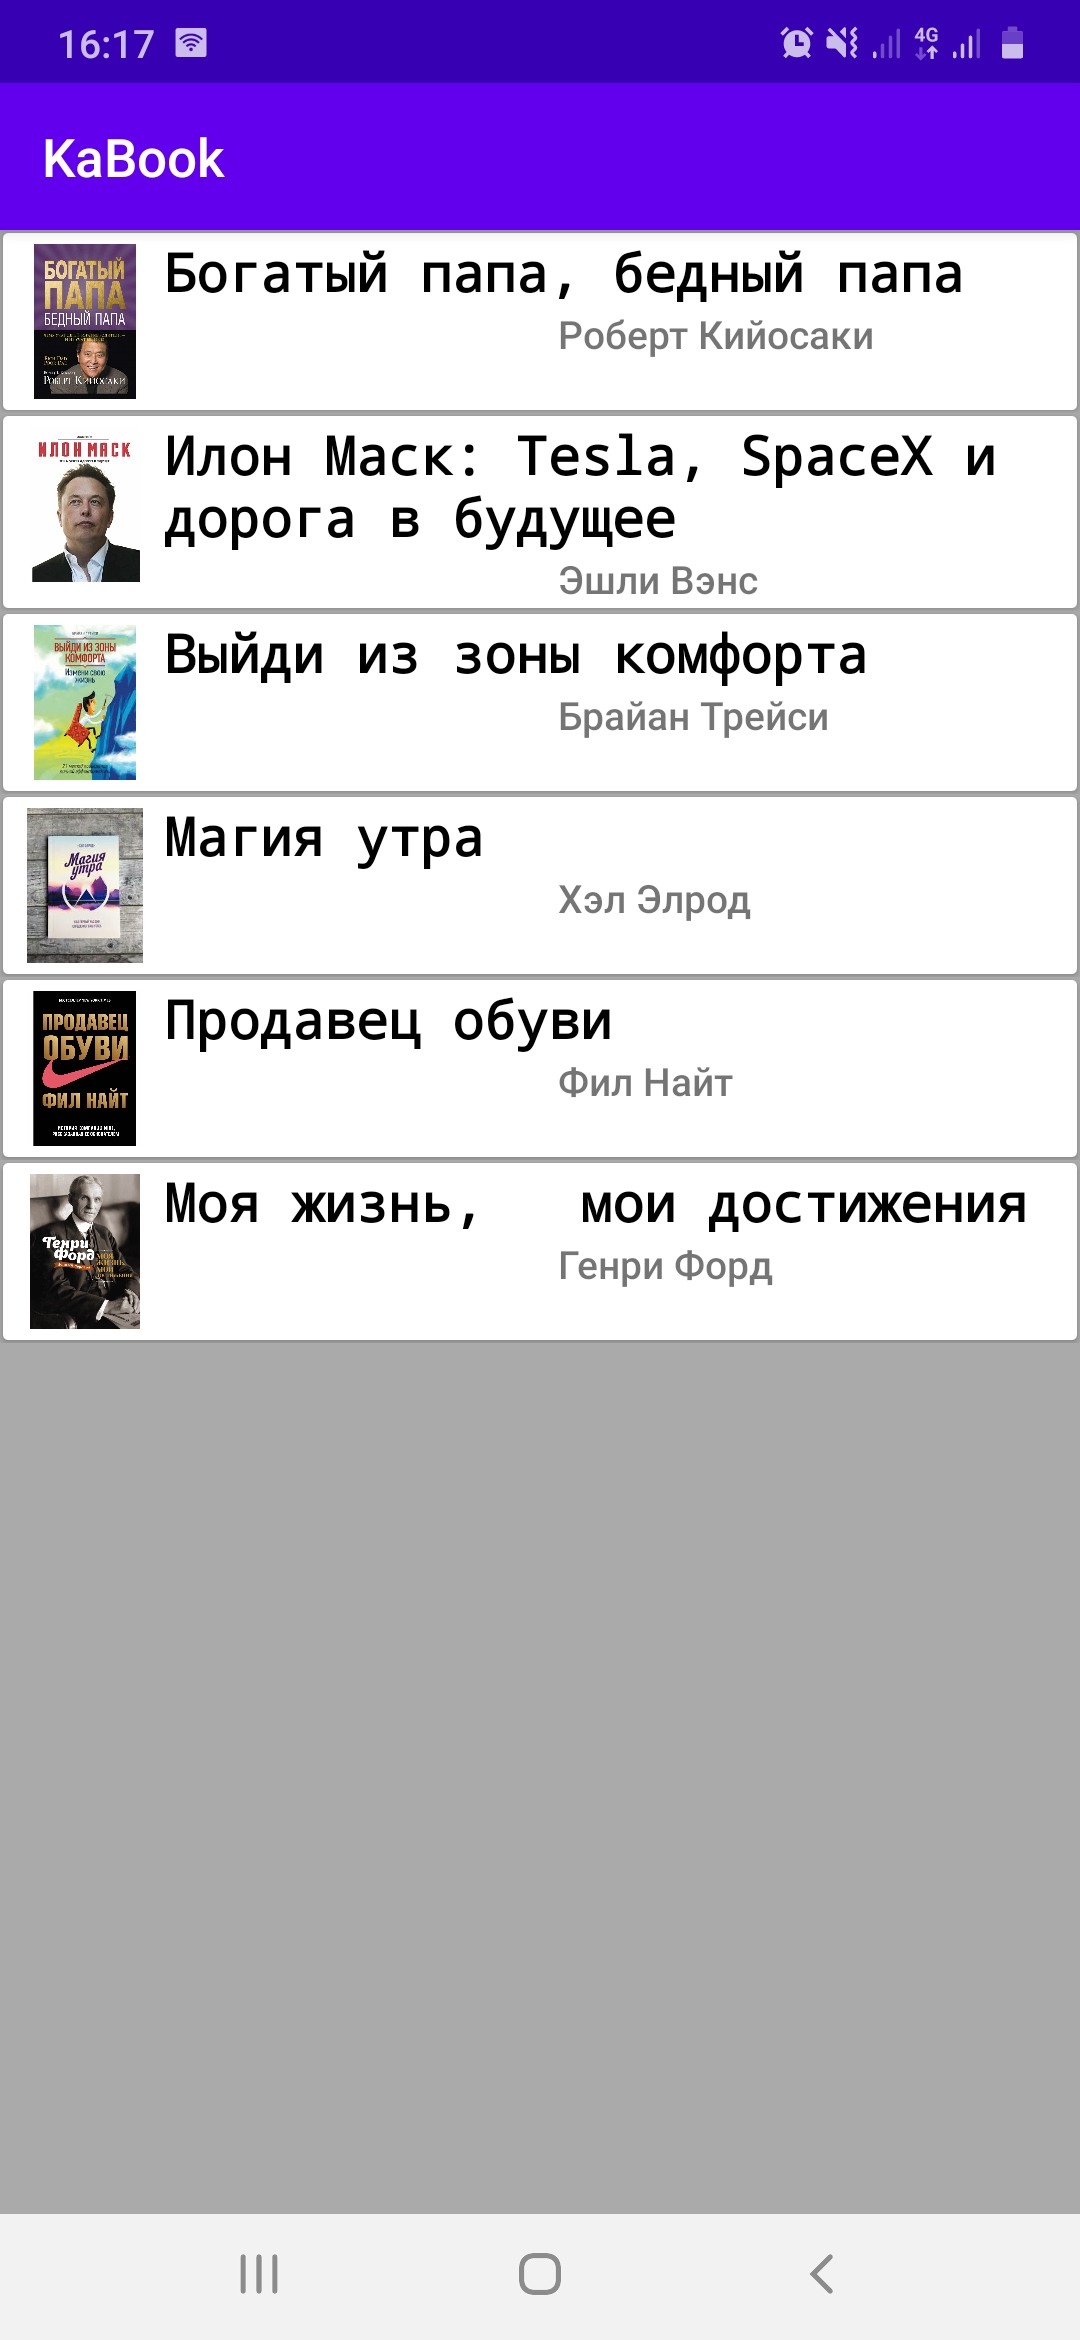 16:17
4G
KaBook
БОГАТЫЙ
ПАПА
БЕДНЫЙ ПАПА
РОБЕРТ КИЙОСАКИ
Богатый папа, бедный папа
Роберт Кийосаки
ИЛОН МАСК
Илон Маск: Tesla, SpaceX и
дорога в будущее
Эшли Вэнс
ВЫЙДИ ИЗ ЗОНЫ
КОМФОРТА
Измени свою
жизнь
Выйди из зоны комфорта
Брайан Трейси
Магия
утра
Магия утра
Хэл Элрод
ПРОДАВЕЦ
ОБУВИ
ФИЛ НАЙТ
Продавец обуви
Фил Найт
Генри
Форд
МОЯ
ЖИЗНЬ,
МОИ
ДОСТИЖЕНИЯ
Моя жизнь,   мои достижения
Генри Форд